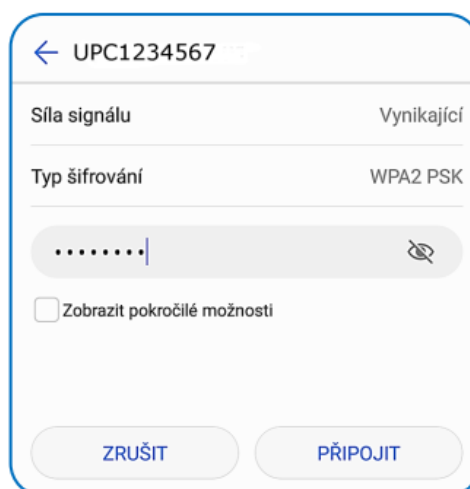 UPC1234567
Síla signálu Vynikající
Typ šifrování WPA2 PSK
••••••••
Zobrazit pokročilé možnosti
ZRUŠIT PŘIPOJIT